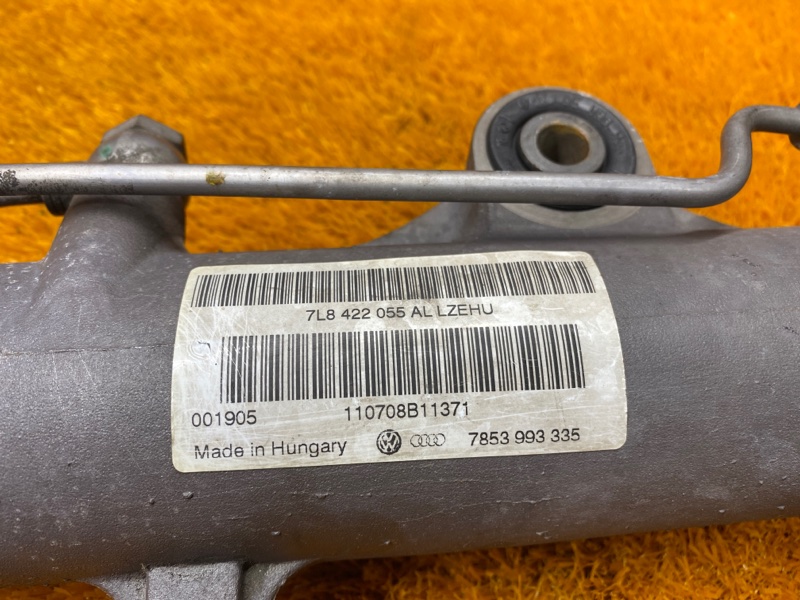 7L8 422 055 AL LZEHU
001905 110708B11371
Made in Hungary 7853 993 335